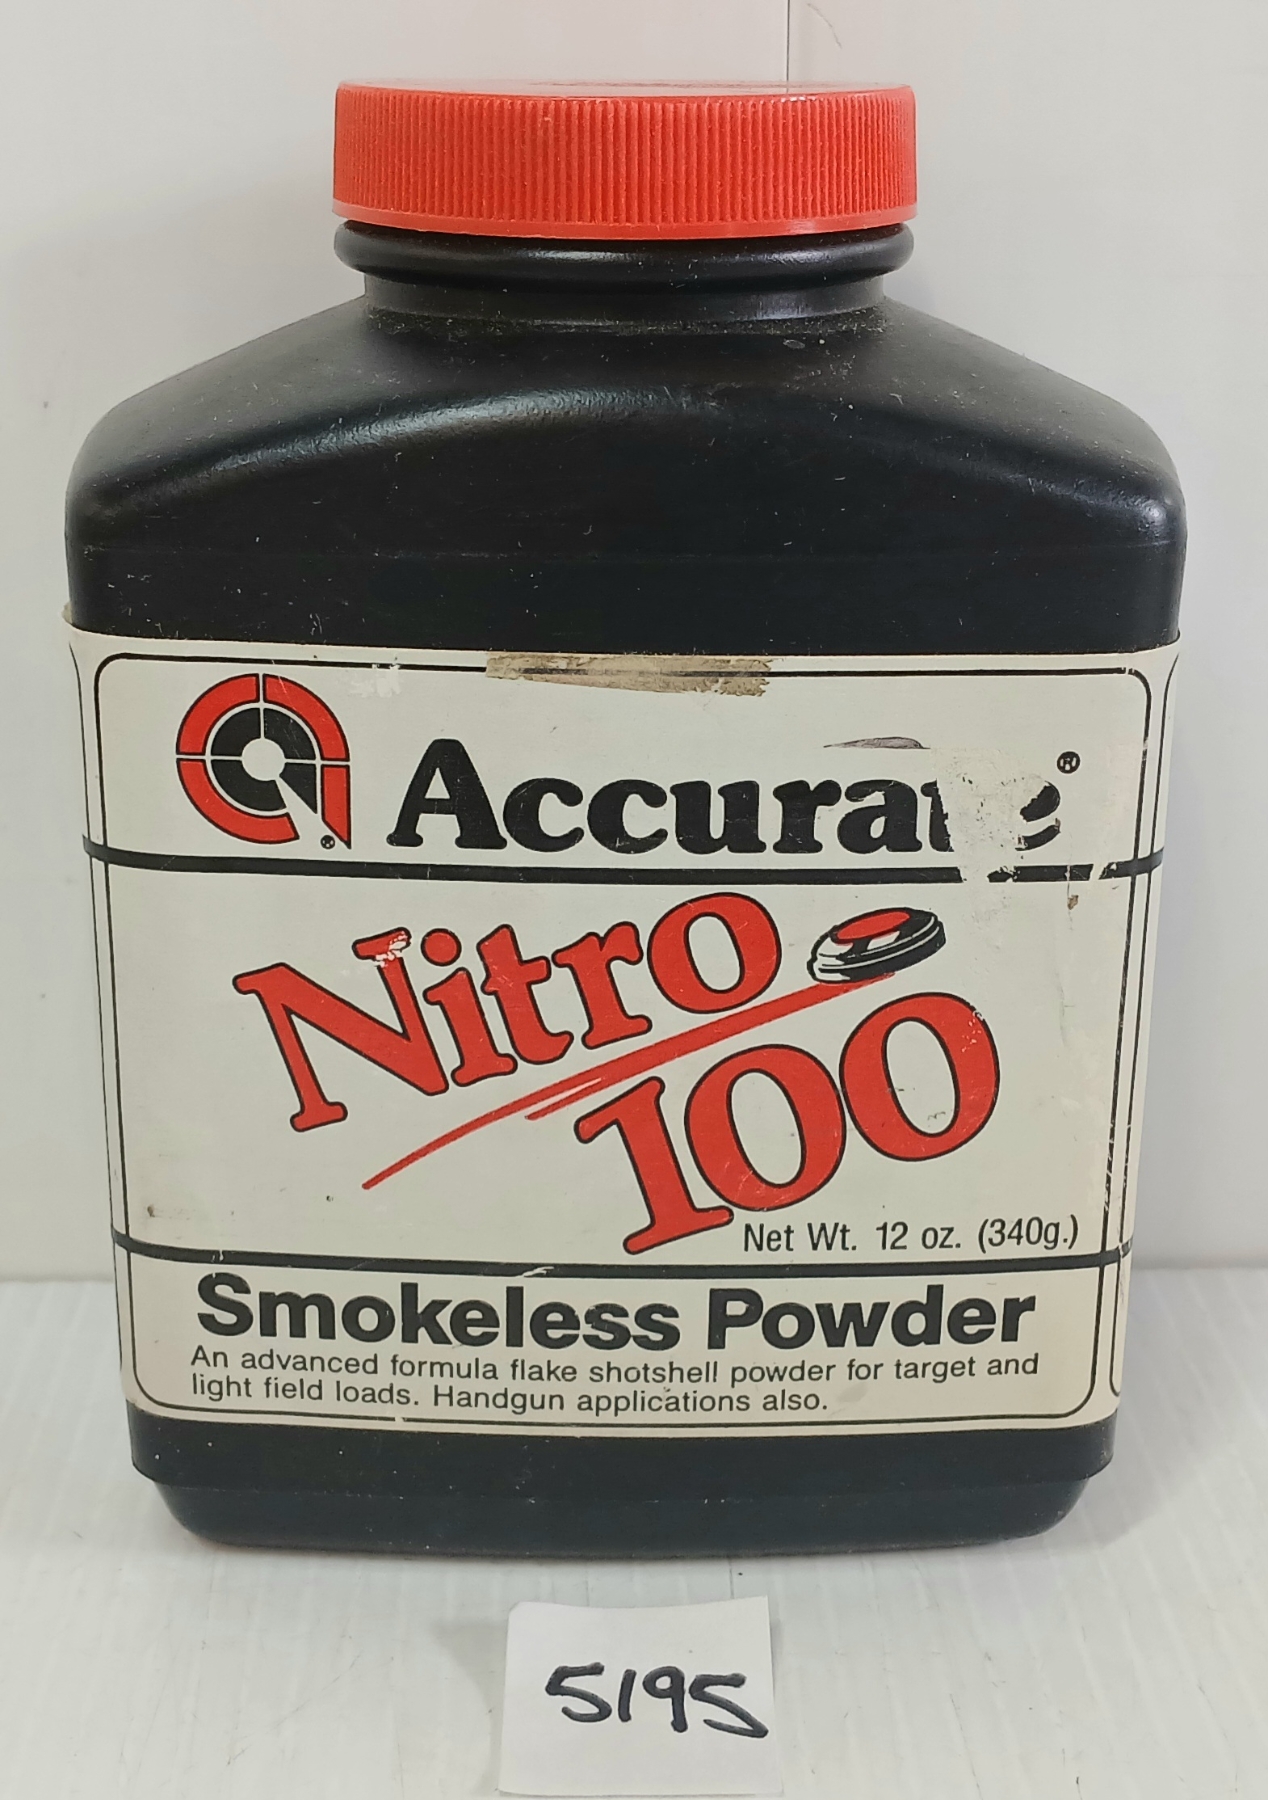 Accurate®
Nitro
100
Net Wt. 12 oz. (340g.)
Smokeless Powder
An advanced formula flake shotshell powder for target and
light field loads. Handgun applications also.
5195